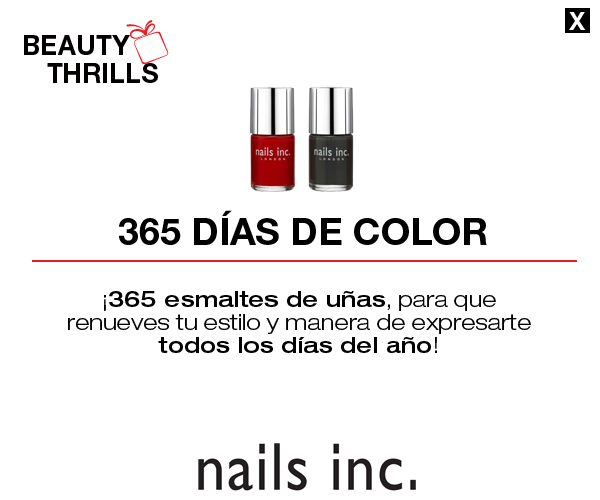 X
BEAUTY
THRILLS
nails inc.
LONDON
nails inc.
LONDON
365 DÍAS DE COLOR
¡365 esmaltes de uñas, para que
renueves tu estilo y manera de expresarte
todos los días del año!
nails inc.